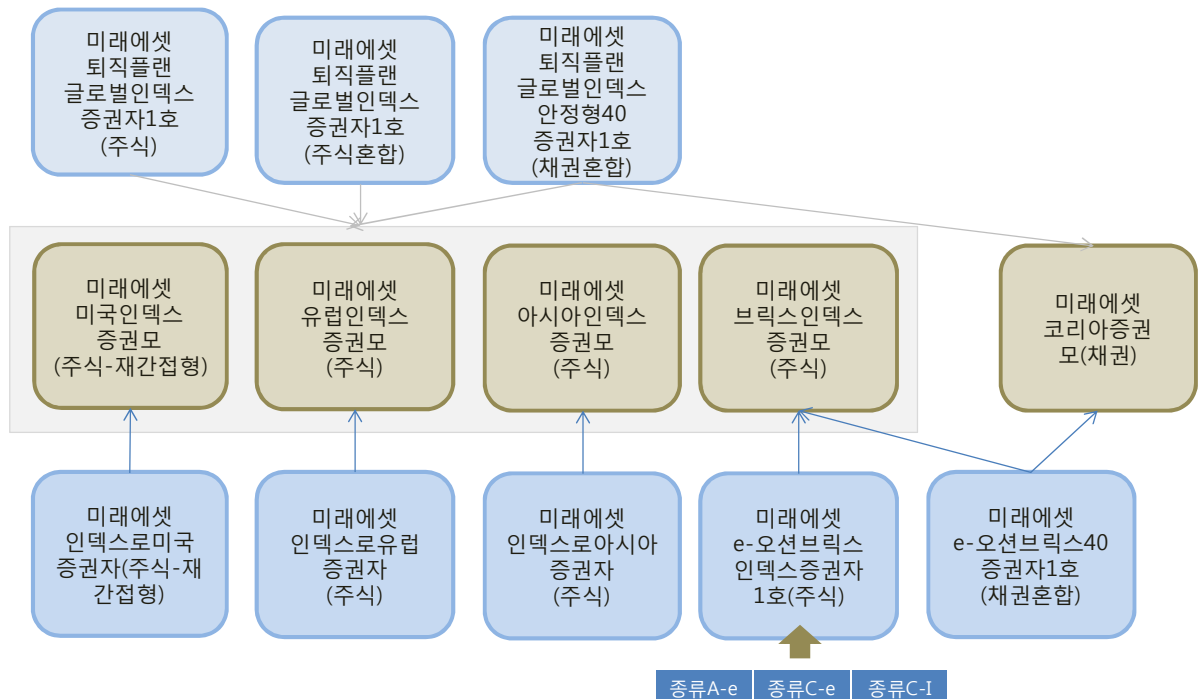 미래에셋
퇴직플랜
글로벌인덱스
증권자1호
(주식)
미래에셋
퇴직플랜
글로벌인덱스
증권자1호
(주식혼합)
미래에셋
퇴직플랜
글로벌인덱스
안정형40
증권자1호
(채권혼합)
미래에셋
미국인덱스
증권모
(주식-재간접형)
미래에셋
유럽인덱스
증권모
(주식)
미래에셋
아시아인덱스
증권모
(주식)
미래에셋
브릭스인덱스
증권모
(주식)
미래에셋
코리아증권
모(채권)
미래에셋
인덱스로미국
증권자(주식-재
간접형)
미래에셋
인덱스로유럽
증권자
(주식)
미래에셋
인덱스로아시아
증권자
(주식)
미래에셋
e-오션브릭스
인덱스증권자
1호(주식)
미래에셋
e-오션브릭스40
증권자1호
(채권혼합)
종류A-e 종류C-e 종류C-I